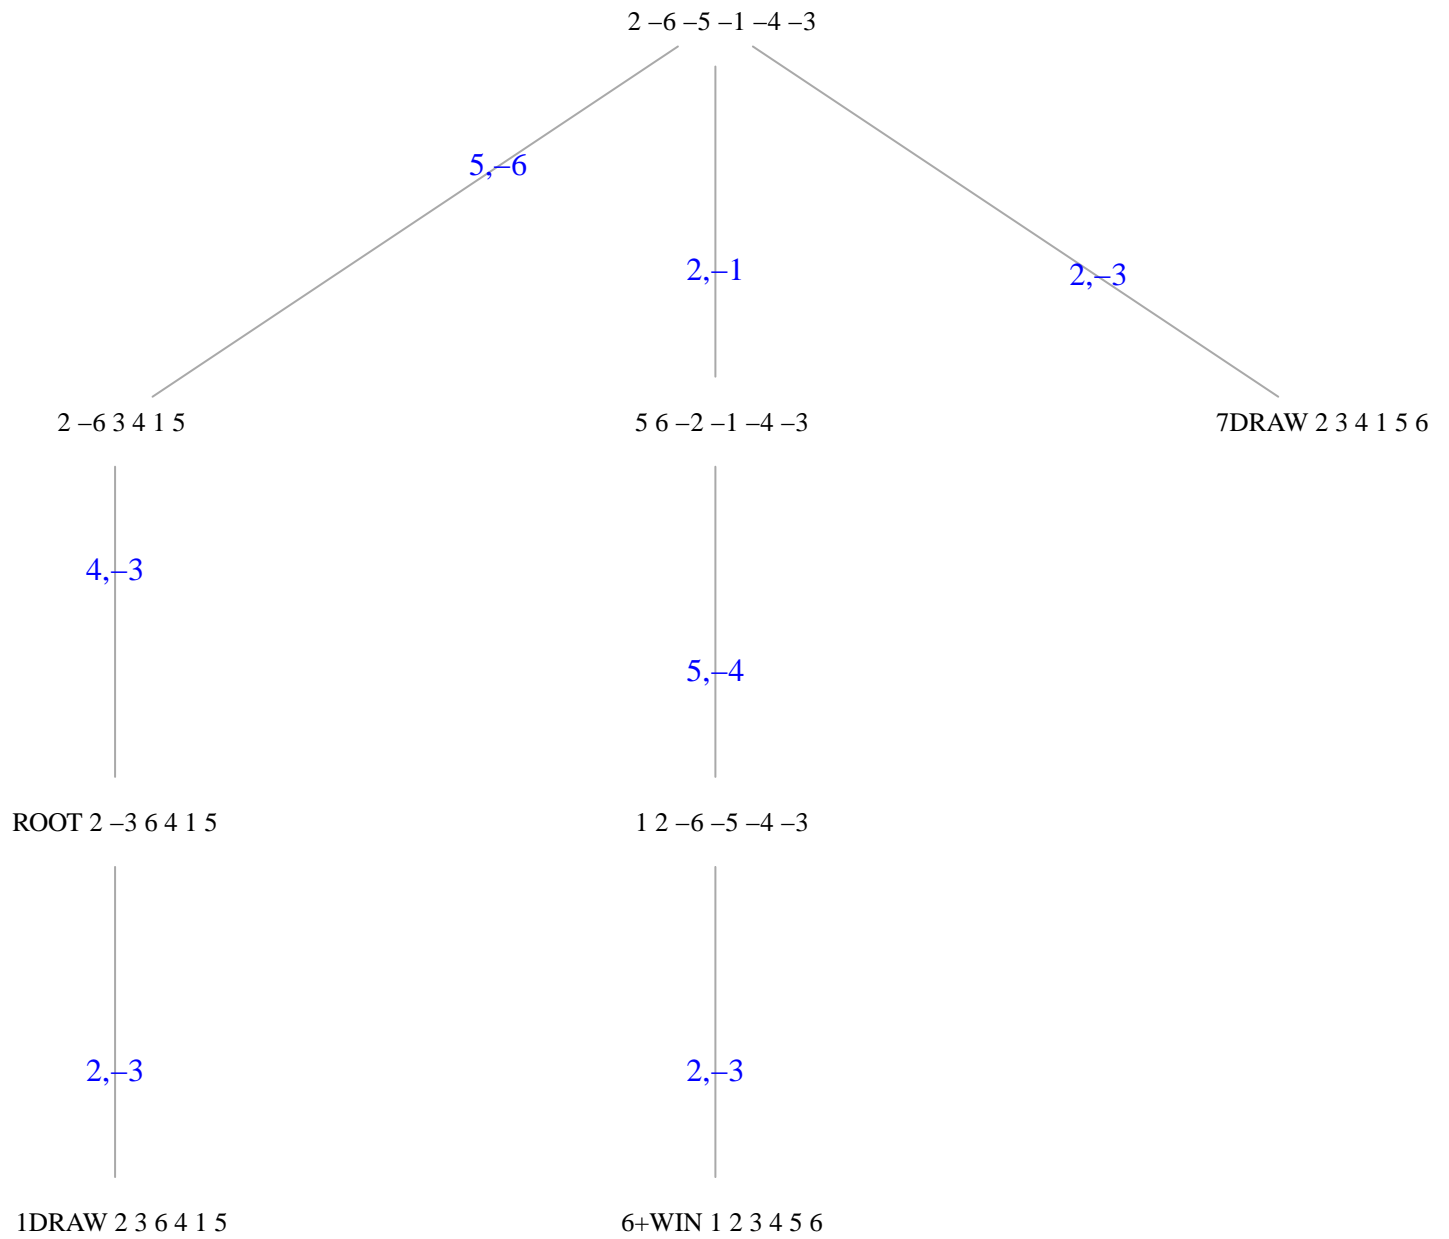 2 –6 –5 –1 –4 –3
5,–6
2,–1
2,–3
2 –6 3 4 1 5
5 6 –2 –1 –4 –3
7DRAW 2 3 4 1 5 6
4,–3
5,–4
ROOT 2 –3 6 4 1 5
1 2 –6 –5 –4 –3
2,–3
2,–3
1DRAW 2 3 6 4 1 5
6+WIN 1 2 3 4 5 6